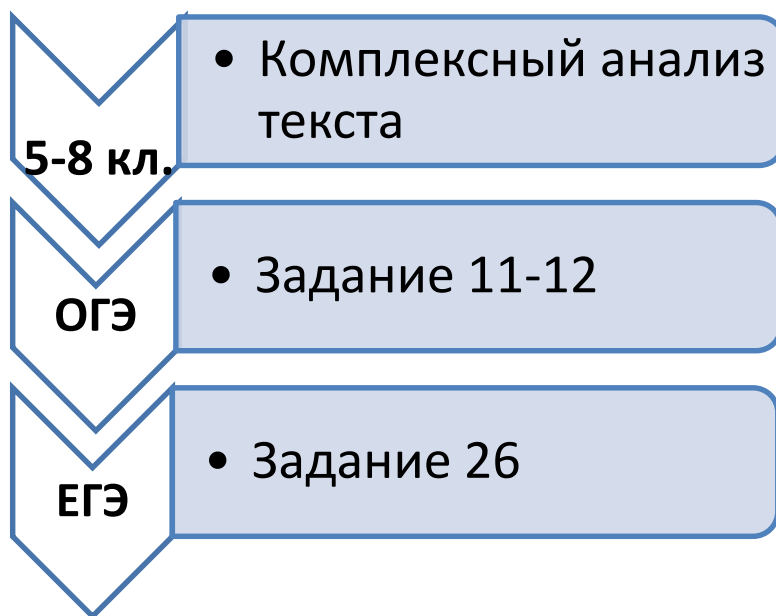 5-8 кл.
• Комплексный анализ
текста
ОГЭ
• Задание 11-12
ЕГЭ
• Задание 26